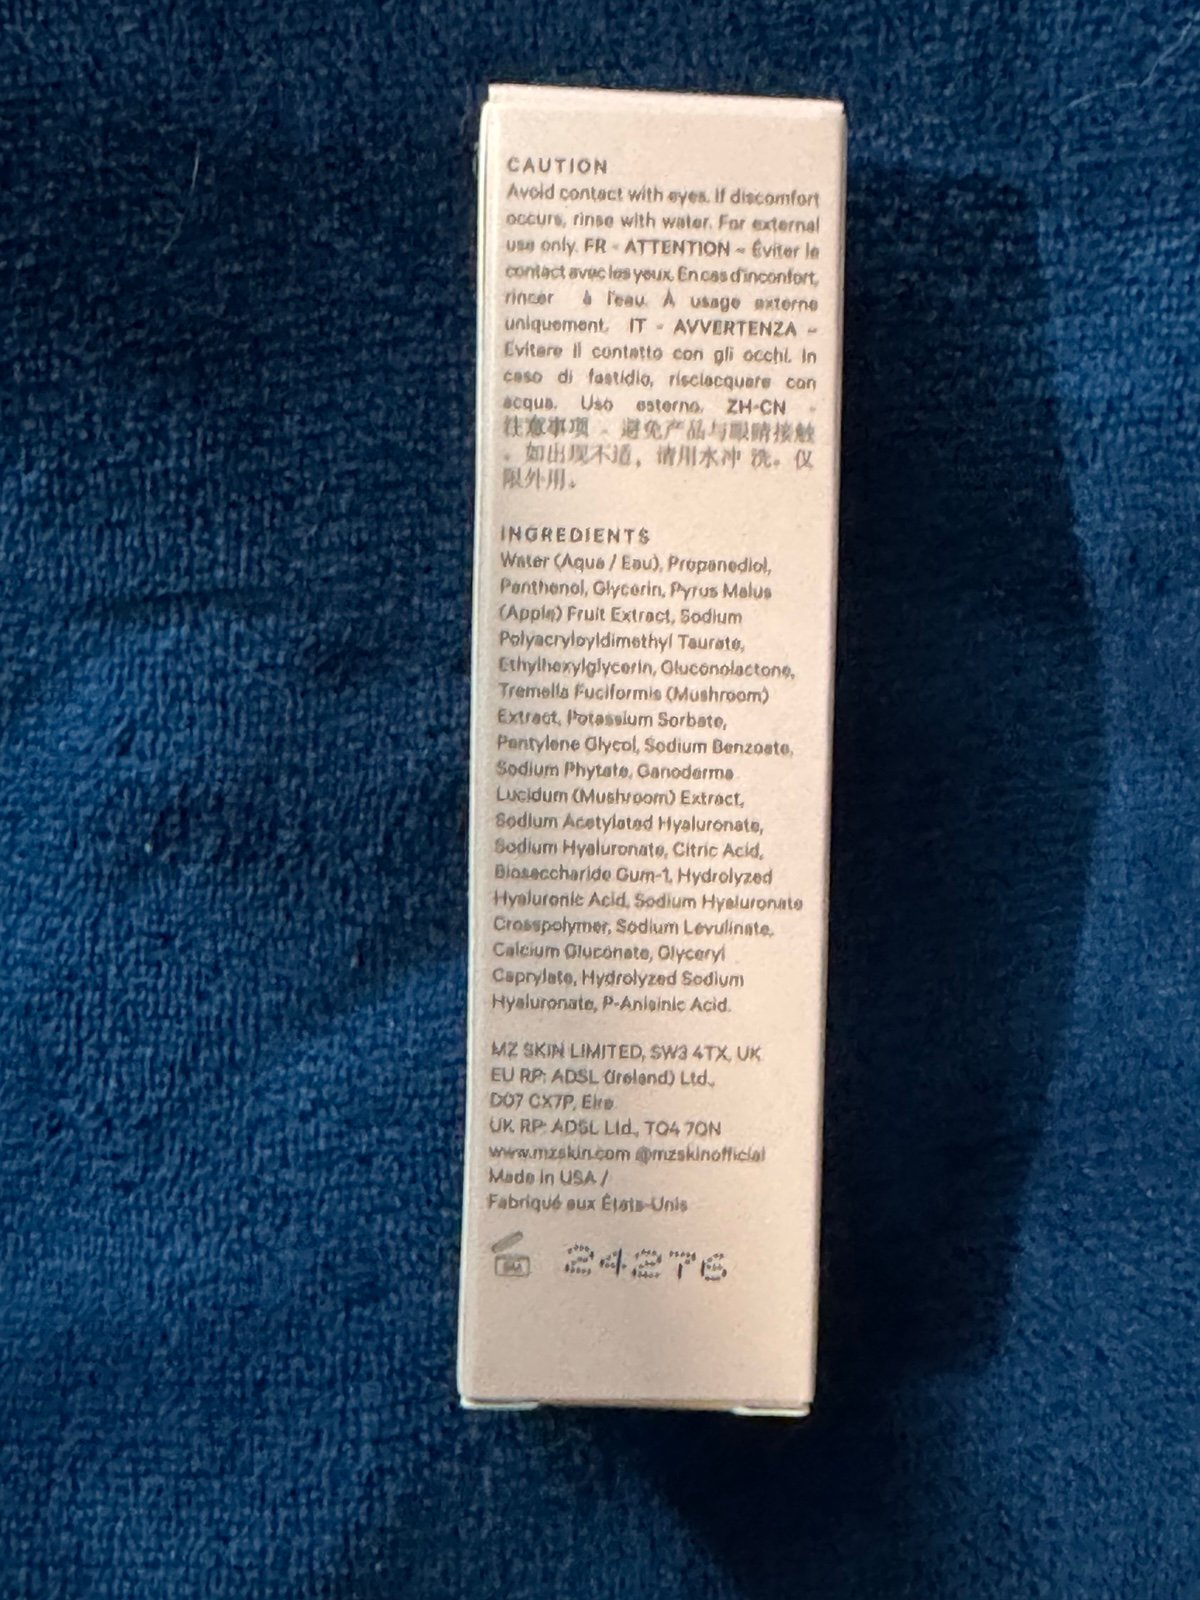 CAUTION
Avoid contact with eyes. If discomfort
occurs, rinse with water. For external
use only. FR - ATTENTION - Éviter le
contact avec les yeux. En cas d'inconfort,
rincer à l'eau. À usage externe
uniquement. IT - AVVERTENZA -
Evitare il contatto con gli occhi. In
caso di fastidio, risciacquare con
acqua. Uso esterno. ZH-CN -
注意事项 - 避免产品与眼睛接触
。如出现不适，请用水冲 洗。仅
限外用。
INGREDIENTS
Water (Aqua / Eau), Propanediol,
Panthenol, Glycerin, Pyrus Malus
(Apple) Fruit Extract, Sodium
Polyacryloyldimethyl Taurate,
Ethylhexylglycerin, Gluconolactone,
Tremella Fuciformis (Mushroom)
Extract, Potassium Sorbate,
Pentylene Glycol, Sodium Benzoate,
Sodium Phytate, Ganoderma
Lucidum (Mushroom) Extract,
Sodium Acetylated Hyaluronate,
Sodium Hyaluronate, Citric Acid,
Biosaccharide Gum-1, Hydrolyzed
Hyaluronic Acid, Sodium Hyaluronate
Crosspolymer, Sodium Levulinate,
Calcium Gluconate, Glyceryl
Caprylate, Hydrolyzed Sodium
Hyaluronate, P-Anisinic Acid.
MZ SKIN LIMITED, SW3 4TX, UK
EU RP: ADSL (Ireland) Ltd.,
D07 CX7P, Eire
UK RP: ADSL Ltd., TQ4 7QN
www.mzskin.com @mzskinofficial
Made in USA /
Fabriqué aux États-Unis
242T6